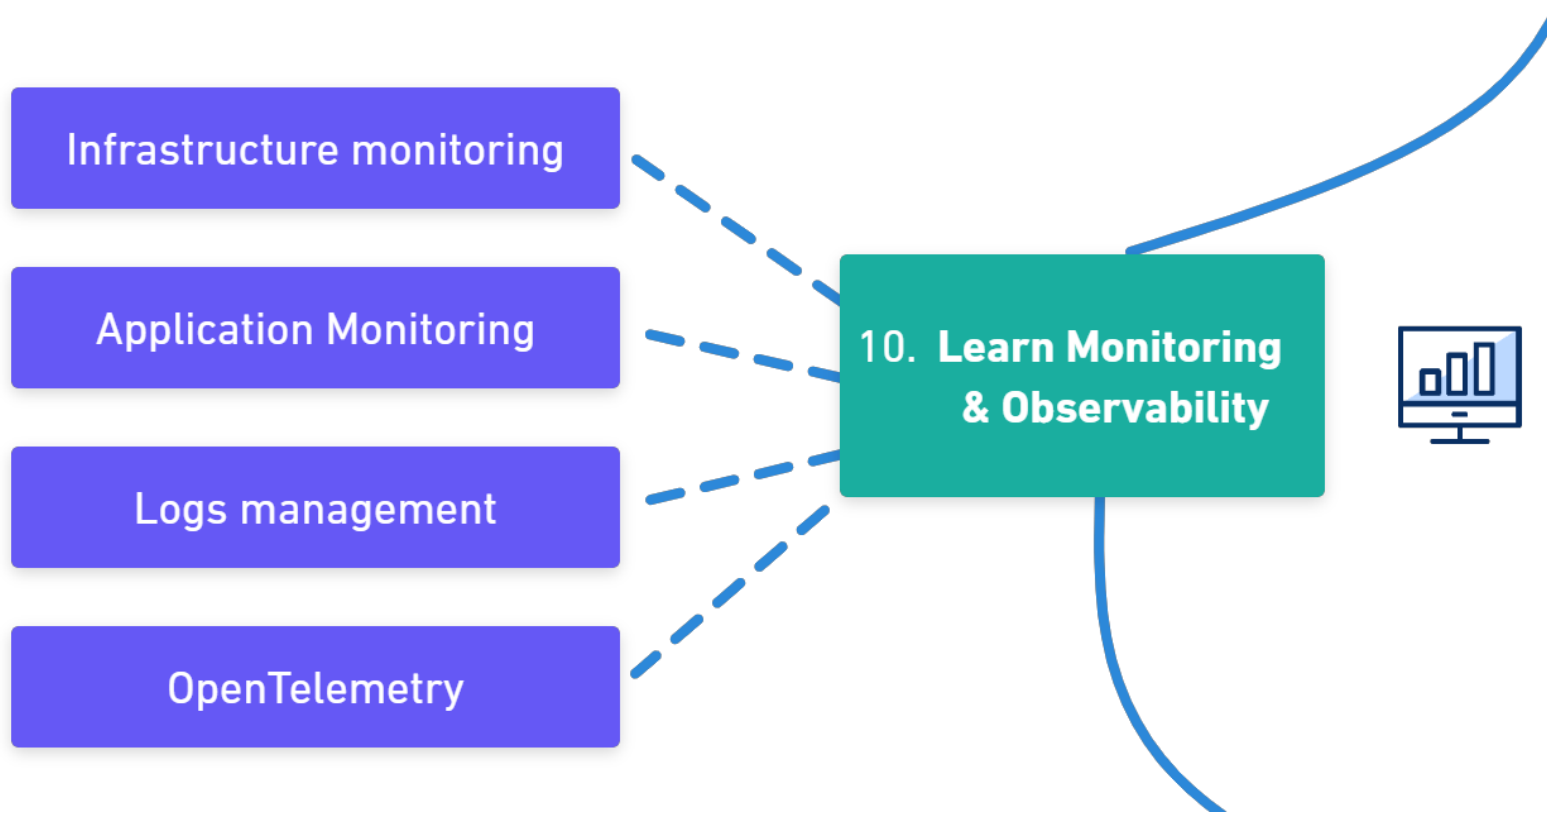 Infrastructure monitoring
Application Monitoring
Logs management
OpenTelemetry
10. Learn Monitoring
& Observability